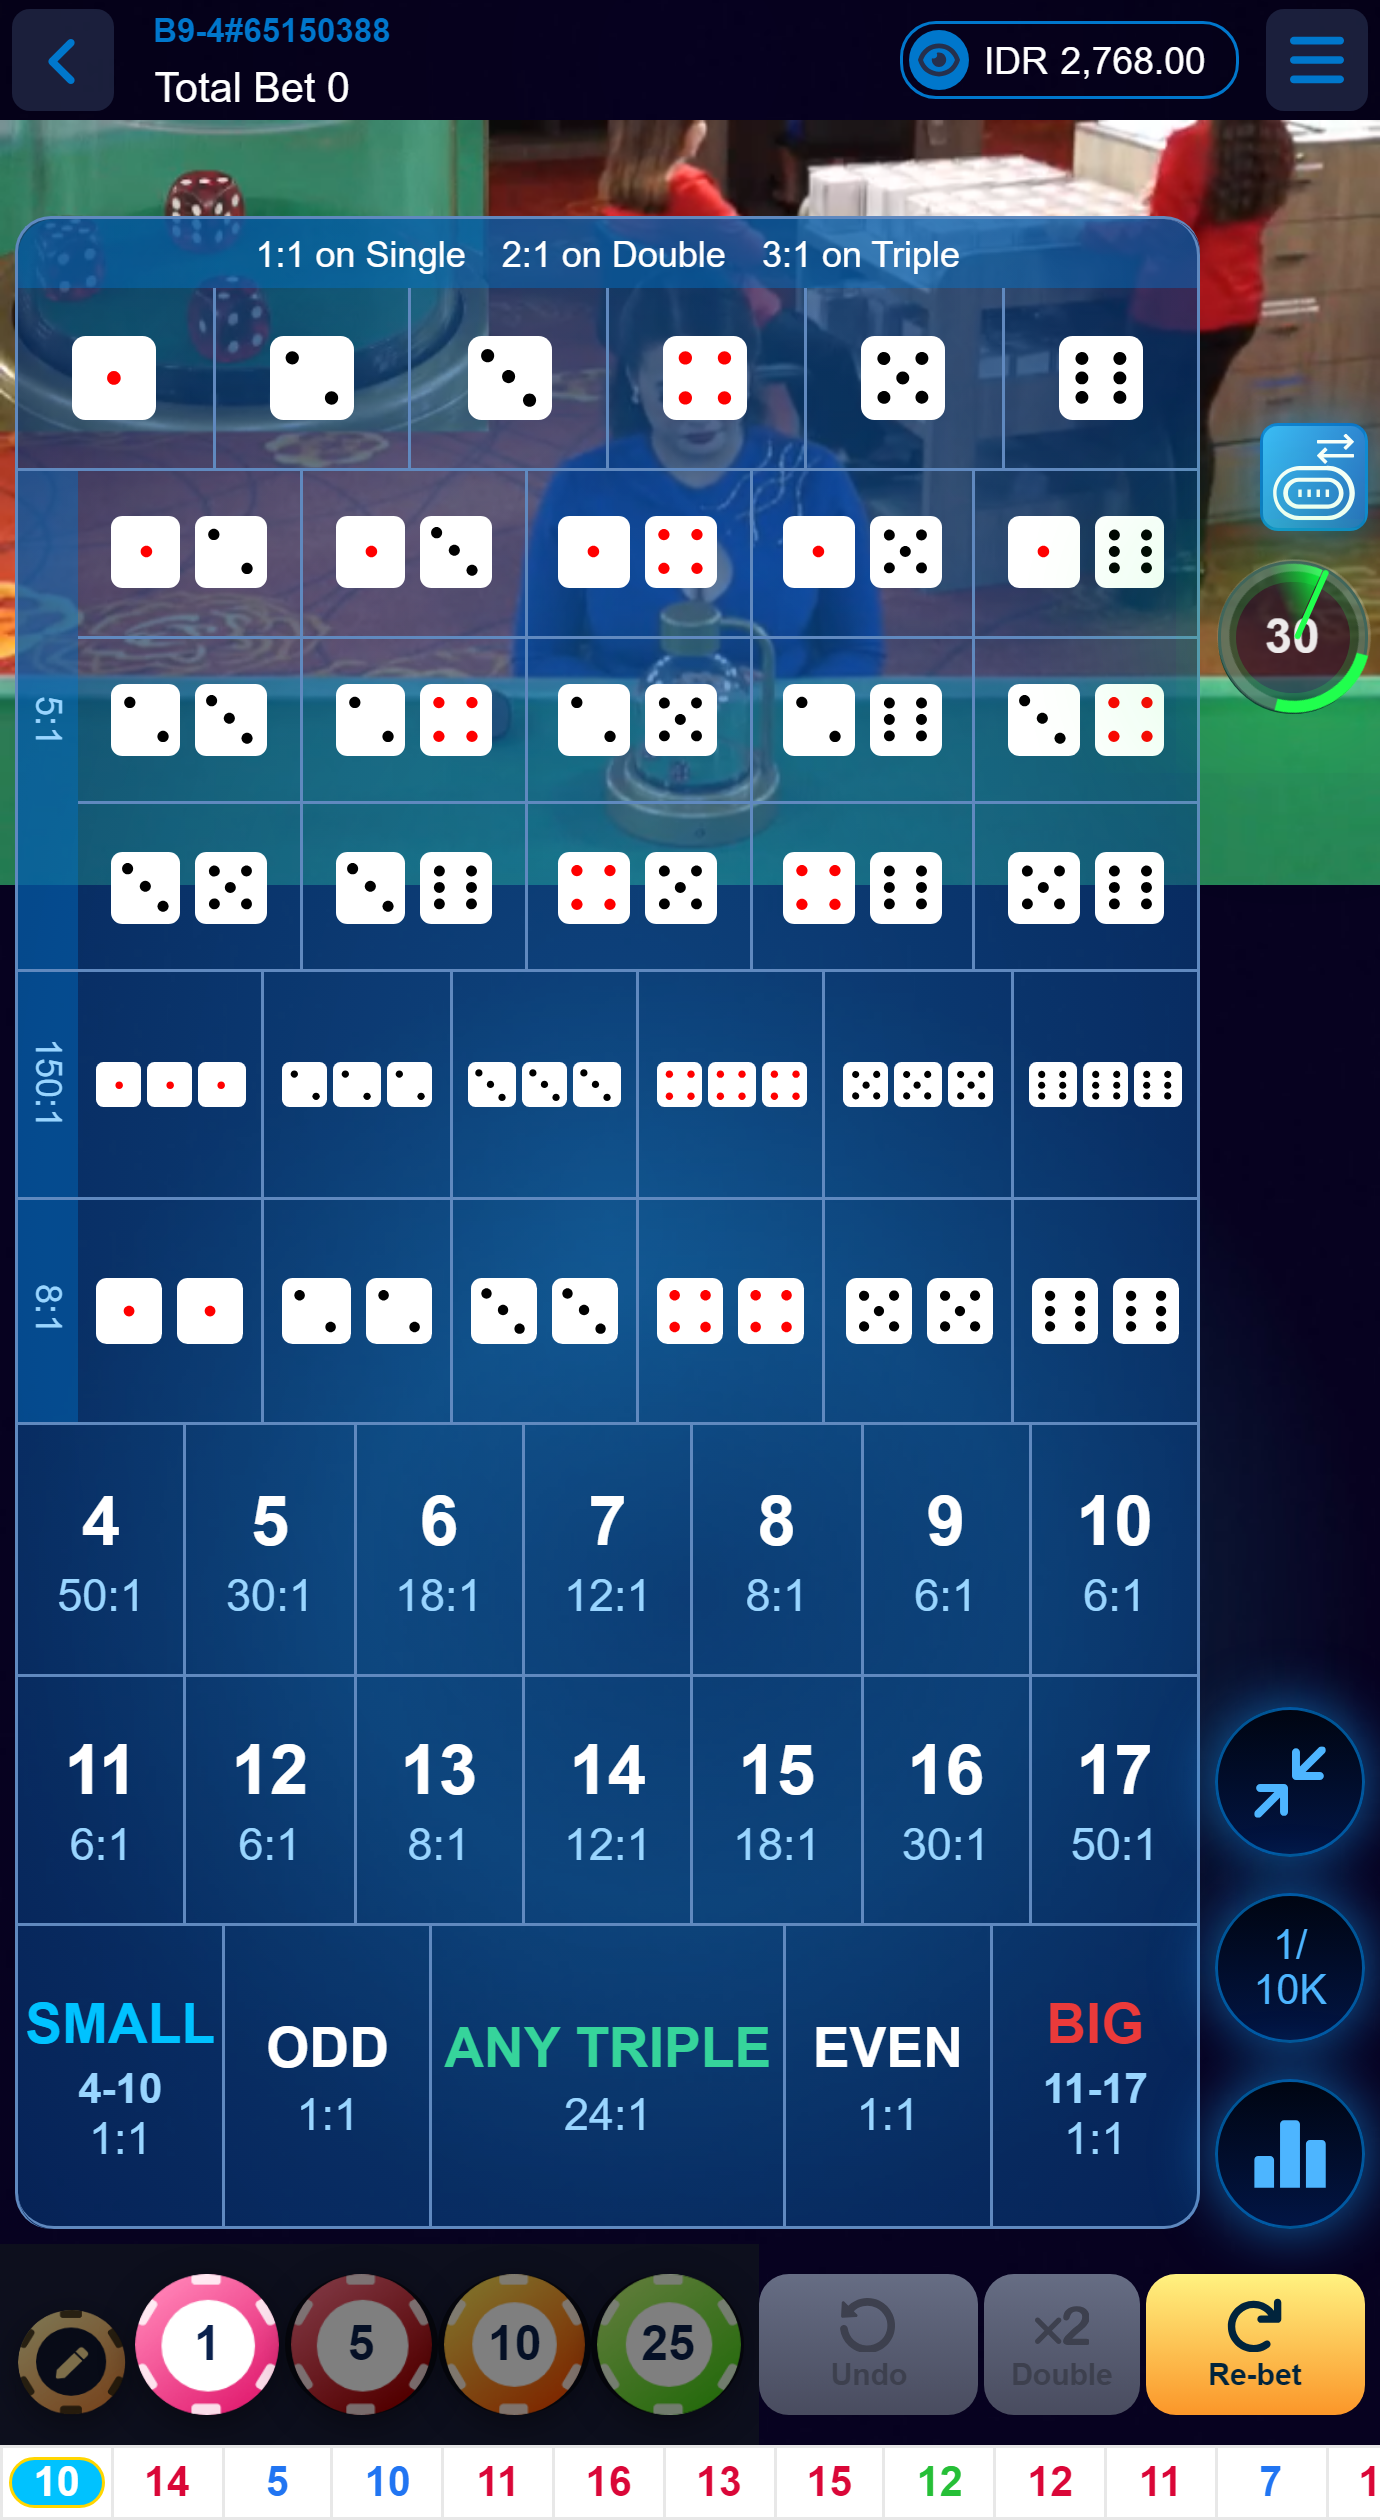 B9-4#65150388
Total Bet 0
IDR 2,768.00
1:1 on Single 2:1 on Double 3:1 on Triple
30
5:1
150:1
8:1
4 5 6 7 8 9 10
50:1 30:1 18:1 12:1 8:1 6:1 6:1
11 12 13 14 15 16 17
6:1 6:1 8:1 12:1 18:1 30:1 50:1
1/
10K
SMALL
4-10
1:1
ODD
1:1
ANY TRIPLE
24:1
EVEN
1:1
BIG
11-17
1:1
1 5 10 25
Undo
x2
Double
Re-bet
10 14 5 10 11 16 13 15 12 12 11 7